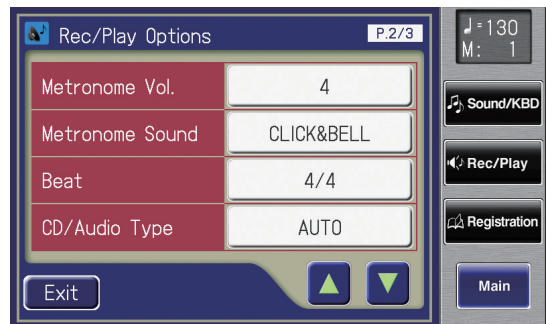 Rec/Play Options P.2/3
Metronome Vol. 4
Metronome Sound CLICK&BELL
Beat 4/4
CD/Audio Type AUTO
Exit
♩=130
M: 1
Sound/KBD
Rec/Play
Registration
Main